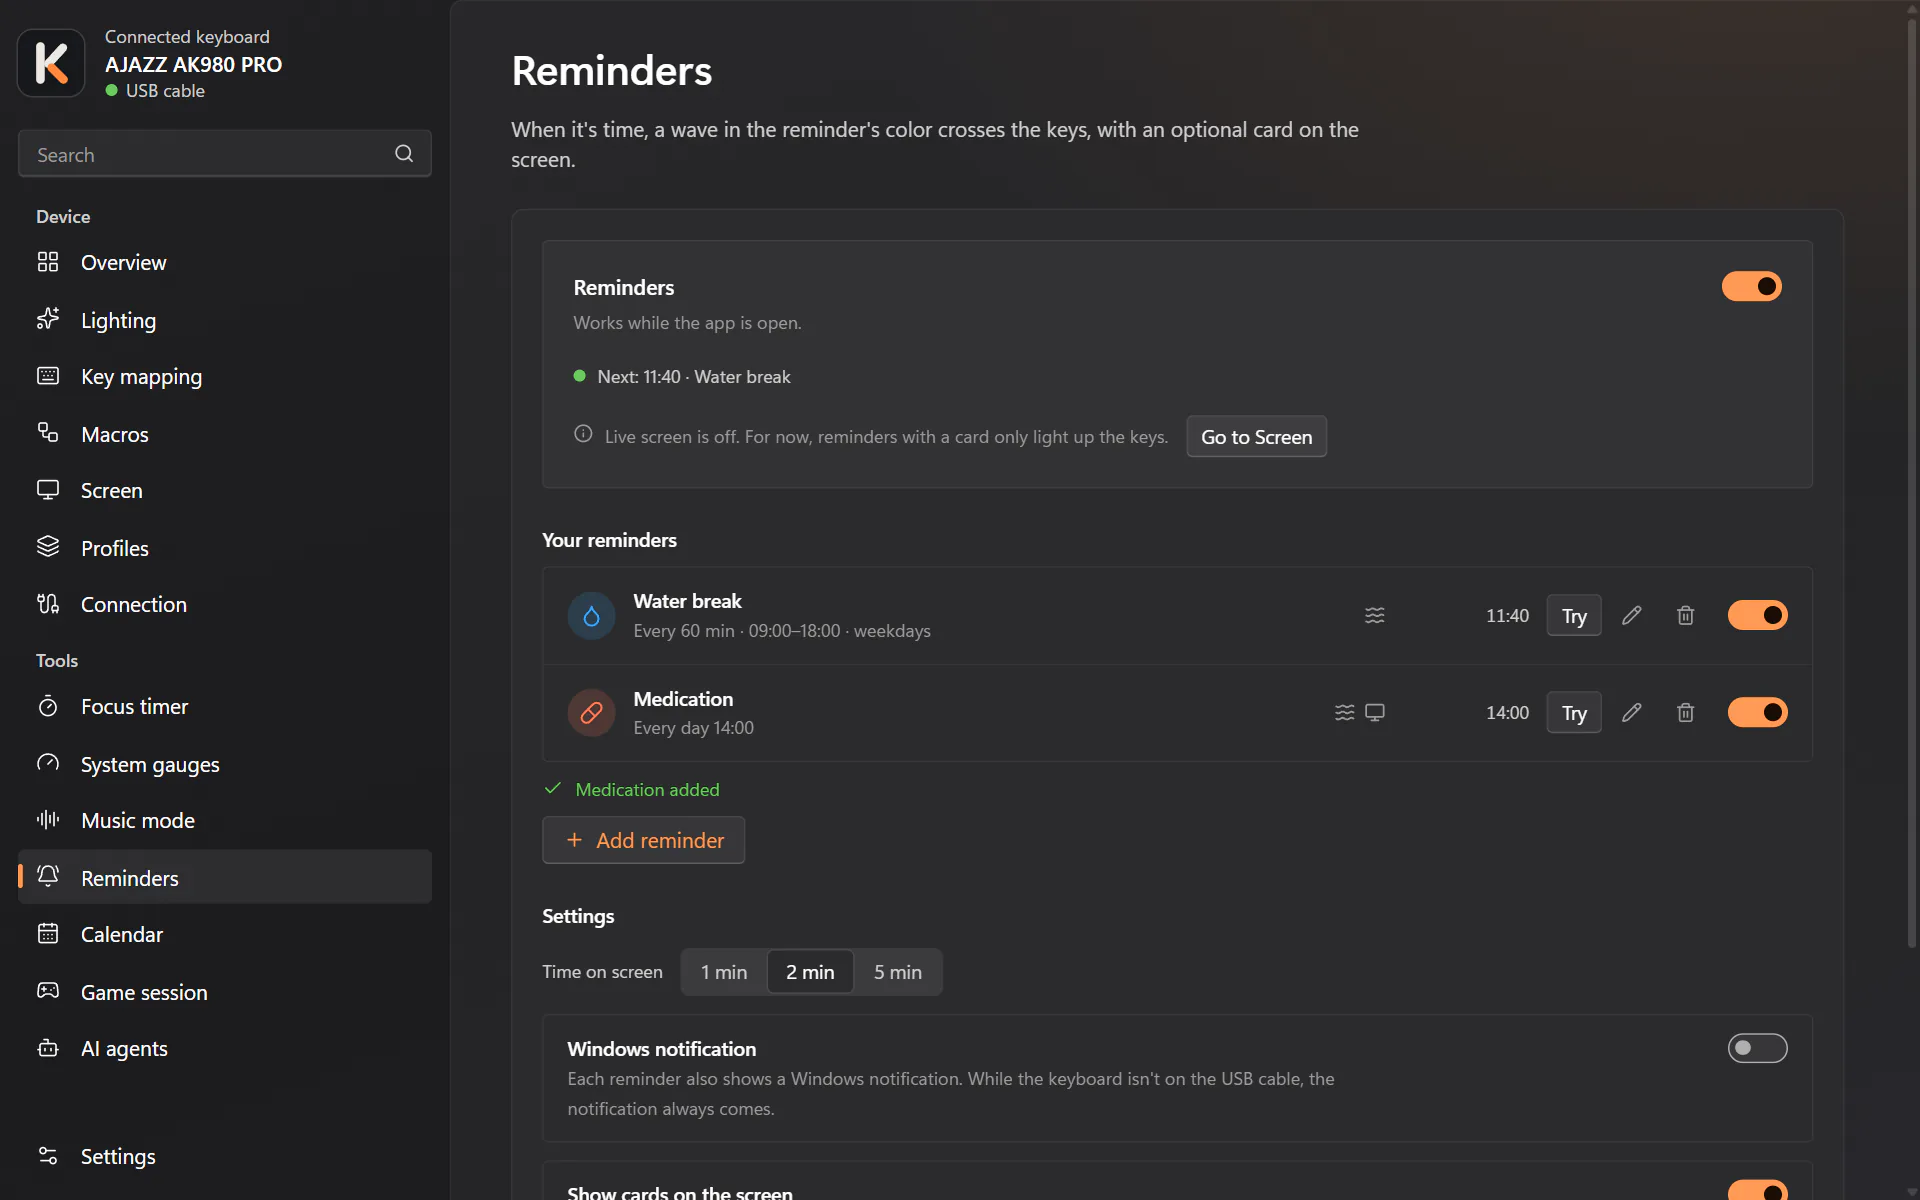 Connected keyboard
AJAZZ AK980 PRO
USB cable
Search
Device
Overview
Lighting
Key mapping
Macros
Screen
Profiles
Connection
Tools
Focus timer
System gauges
Music mode
Reminders
Calendar
Game session
AI agents
Settings
Reminders
When it's time, a wave in the reminder's color crosses the keys, with an optional card on the
screen.
Reminders
Works while the app is open.
Next: 11:40 · Water break
Live screen is off. For now, reminders with a card only light up the keys.
Go to Screen
Your reminders
Water break
Every 60 min · 09:00–18:00 · weekdays
11:40
Try
Medication
Every day 14:00
14:00
Try
Medication added
Add reminder
Settings
Time on screen
1 min
2 min
5 min
Windows notification
Each reminder also shows a Windows notification. While the keyboard isn't on the USB cable, the
notification always comes.
Show cards on the screen